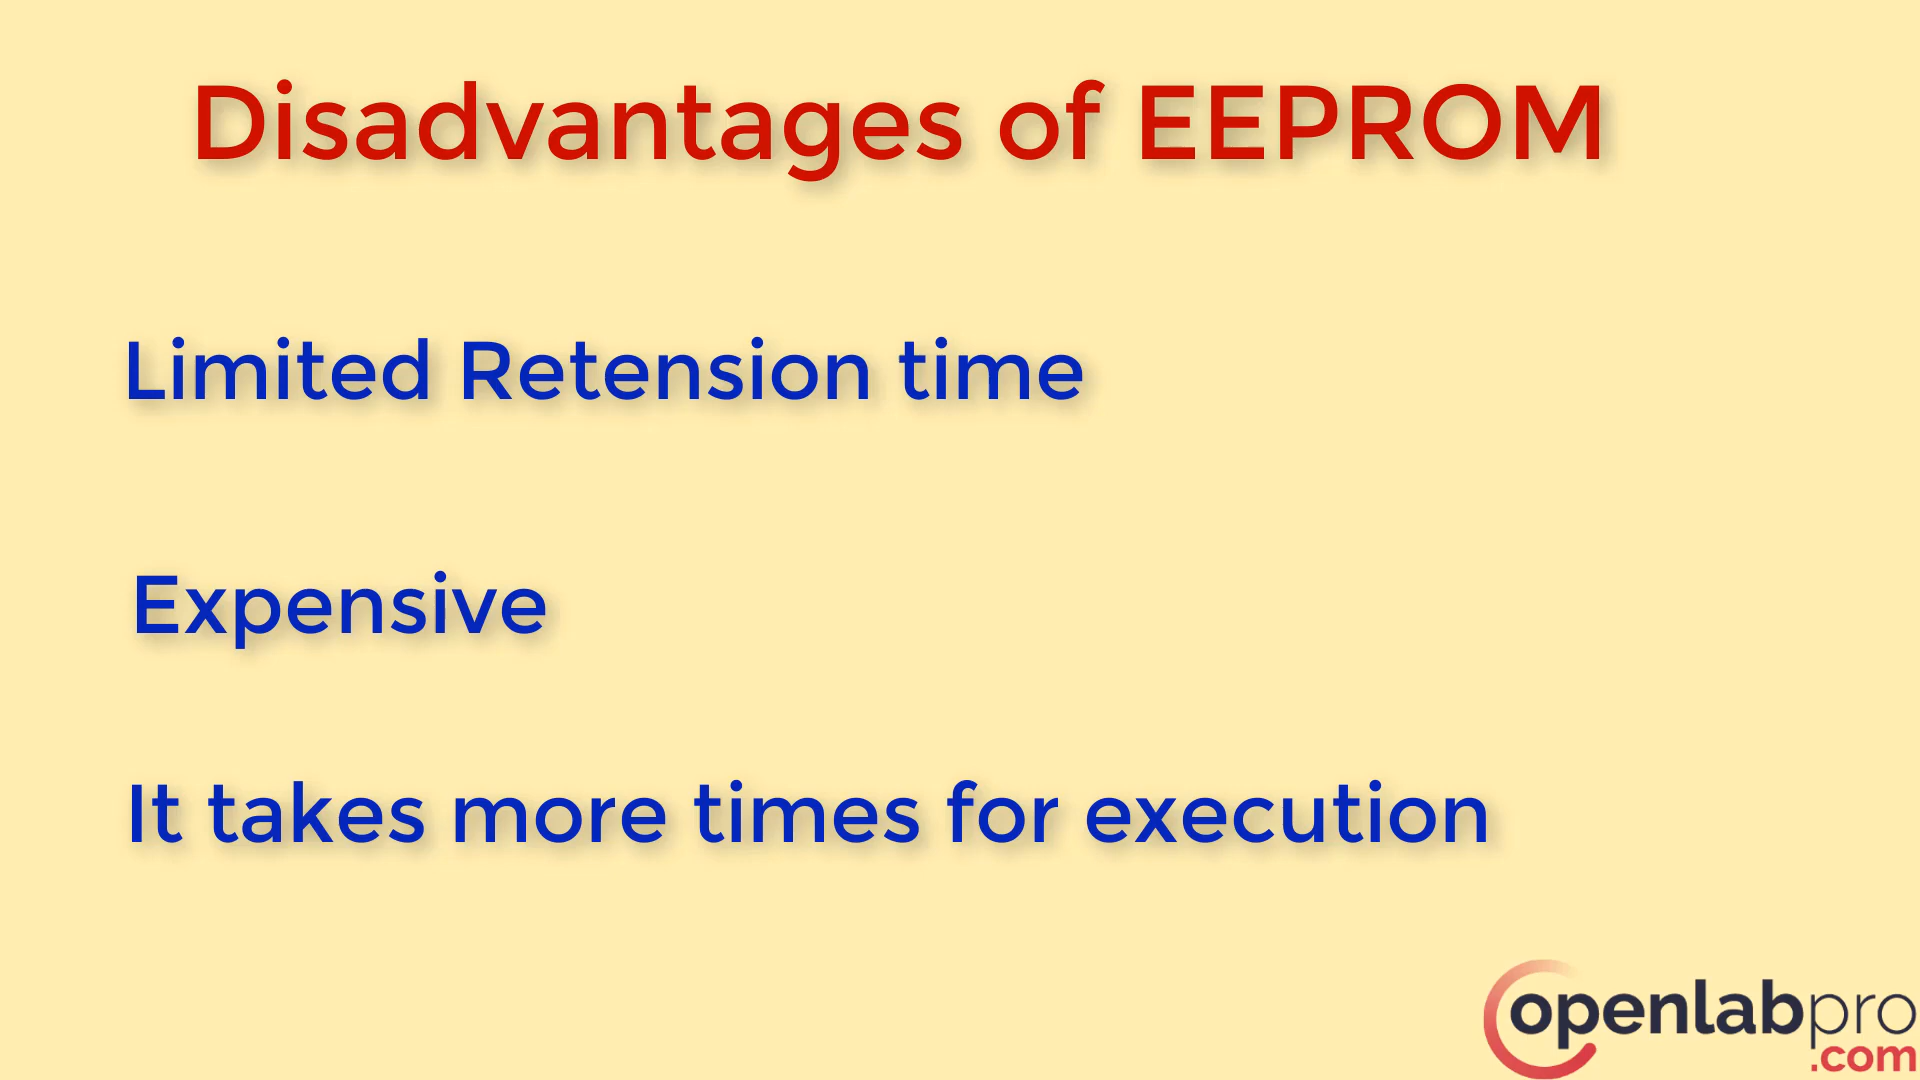 Disadvantages of EEPROM
Limited Retension time
Expensive
It takes more times for execution
openlabpro
.com